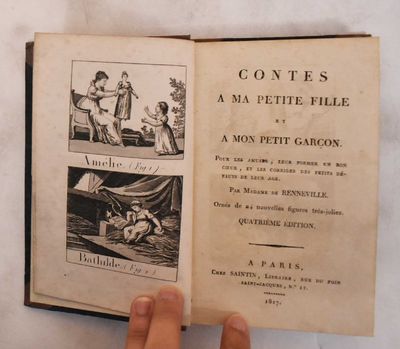 Amélie (Fig 1)
Bathilde (Fig 2)
CONTES
A MA PETITE FILLE
ET
A MON PETIT GARÇON.
Pour les amuser, leur former un bon
cœur, et les corriger des petits dé-
fauts de leur âge.
Par Madame de RENNEVILLE.
Ornés de 24 nouvelles figures très-jolies.
QUATRIÈME ÉDITION.
A PARIS,
Chez SAINTIN, Libraire, rue du Foin
Saint-Jacques, N.° 11.
1817.